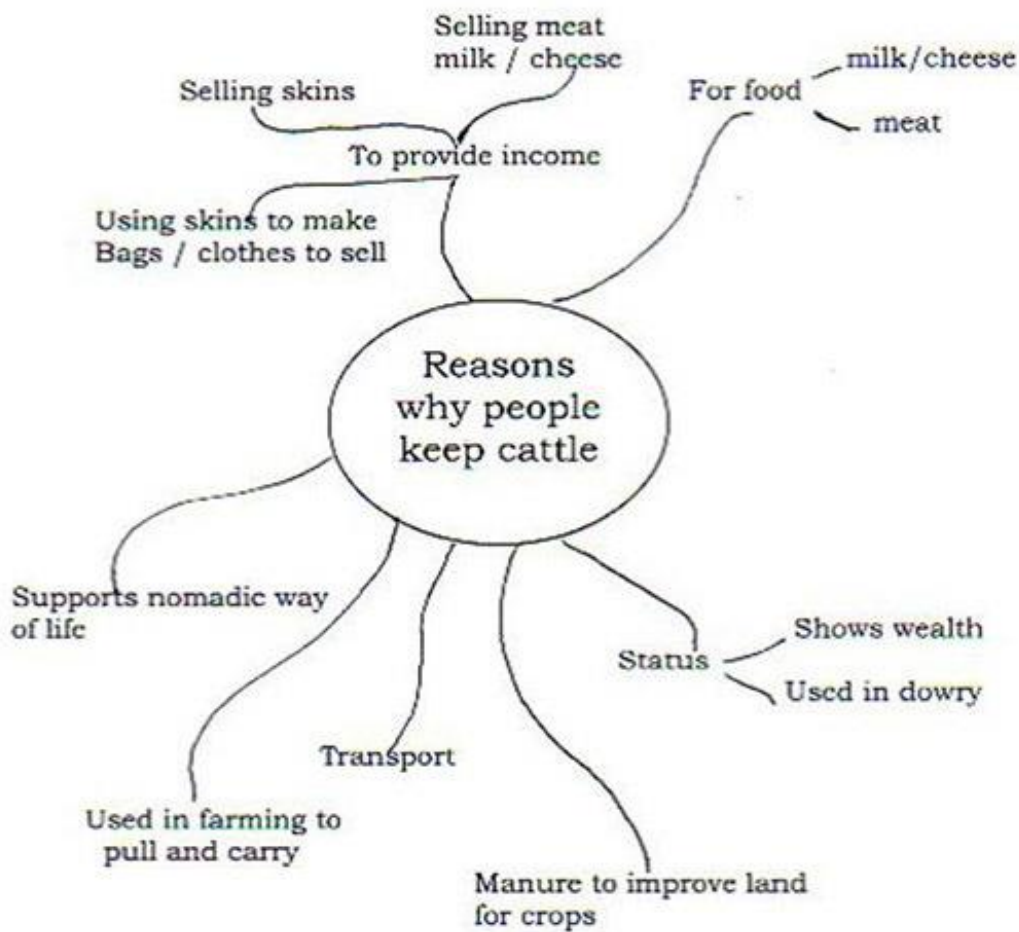 Selling meat
milk / cheese
Selling skins
To provide income
Using skins to make
Bags / clothes to sell
For food
milk/cheese
meat
Reasons
why people
keep cattle
Supports nomadic way
of life
Used in farming to
pull and carry
Transport
Manure to improve land
for crops
Status
Shows wealth
Used in dowry